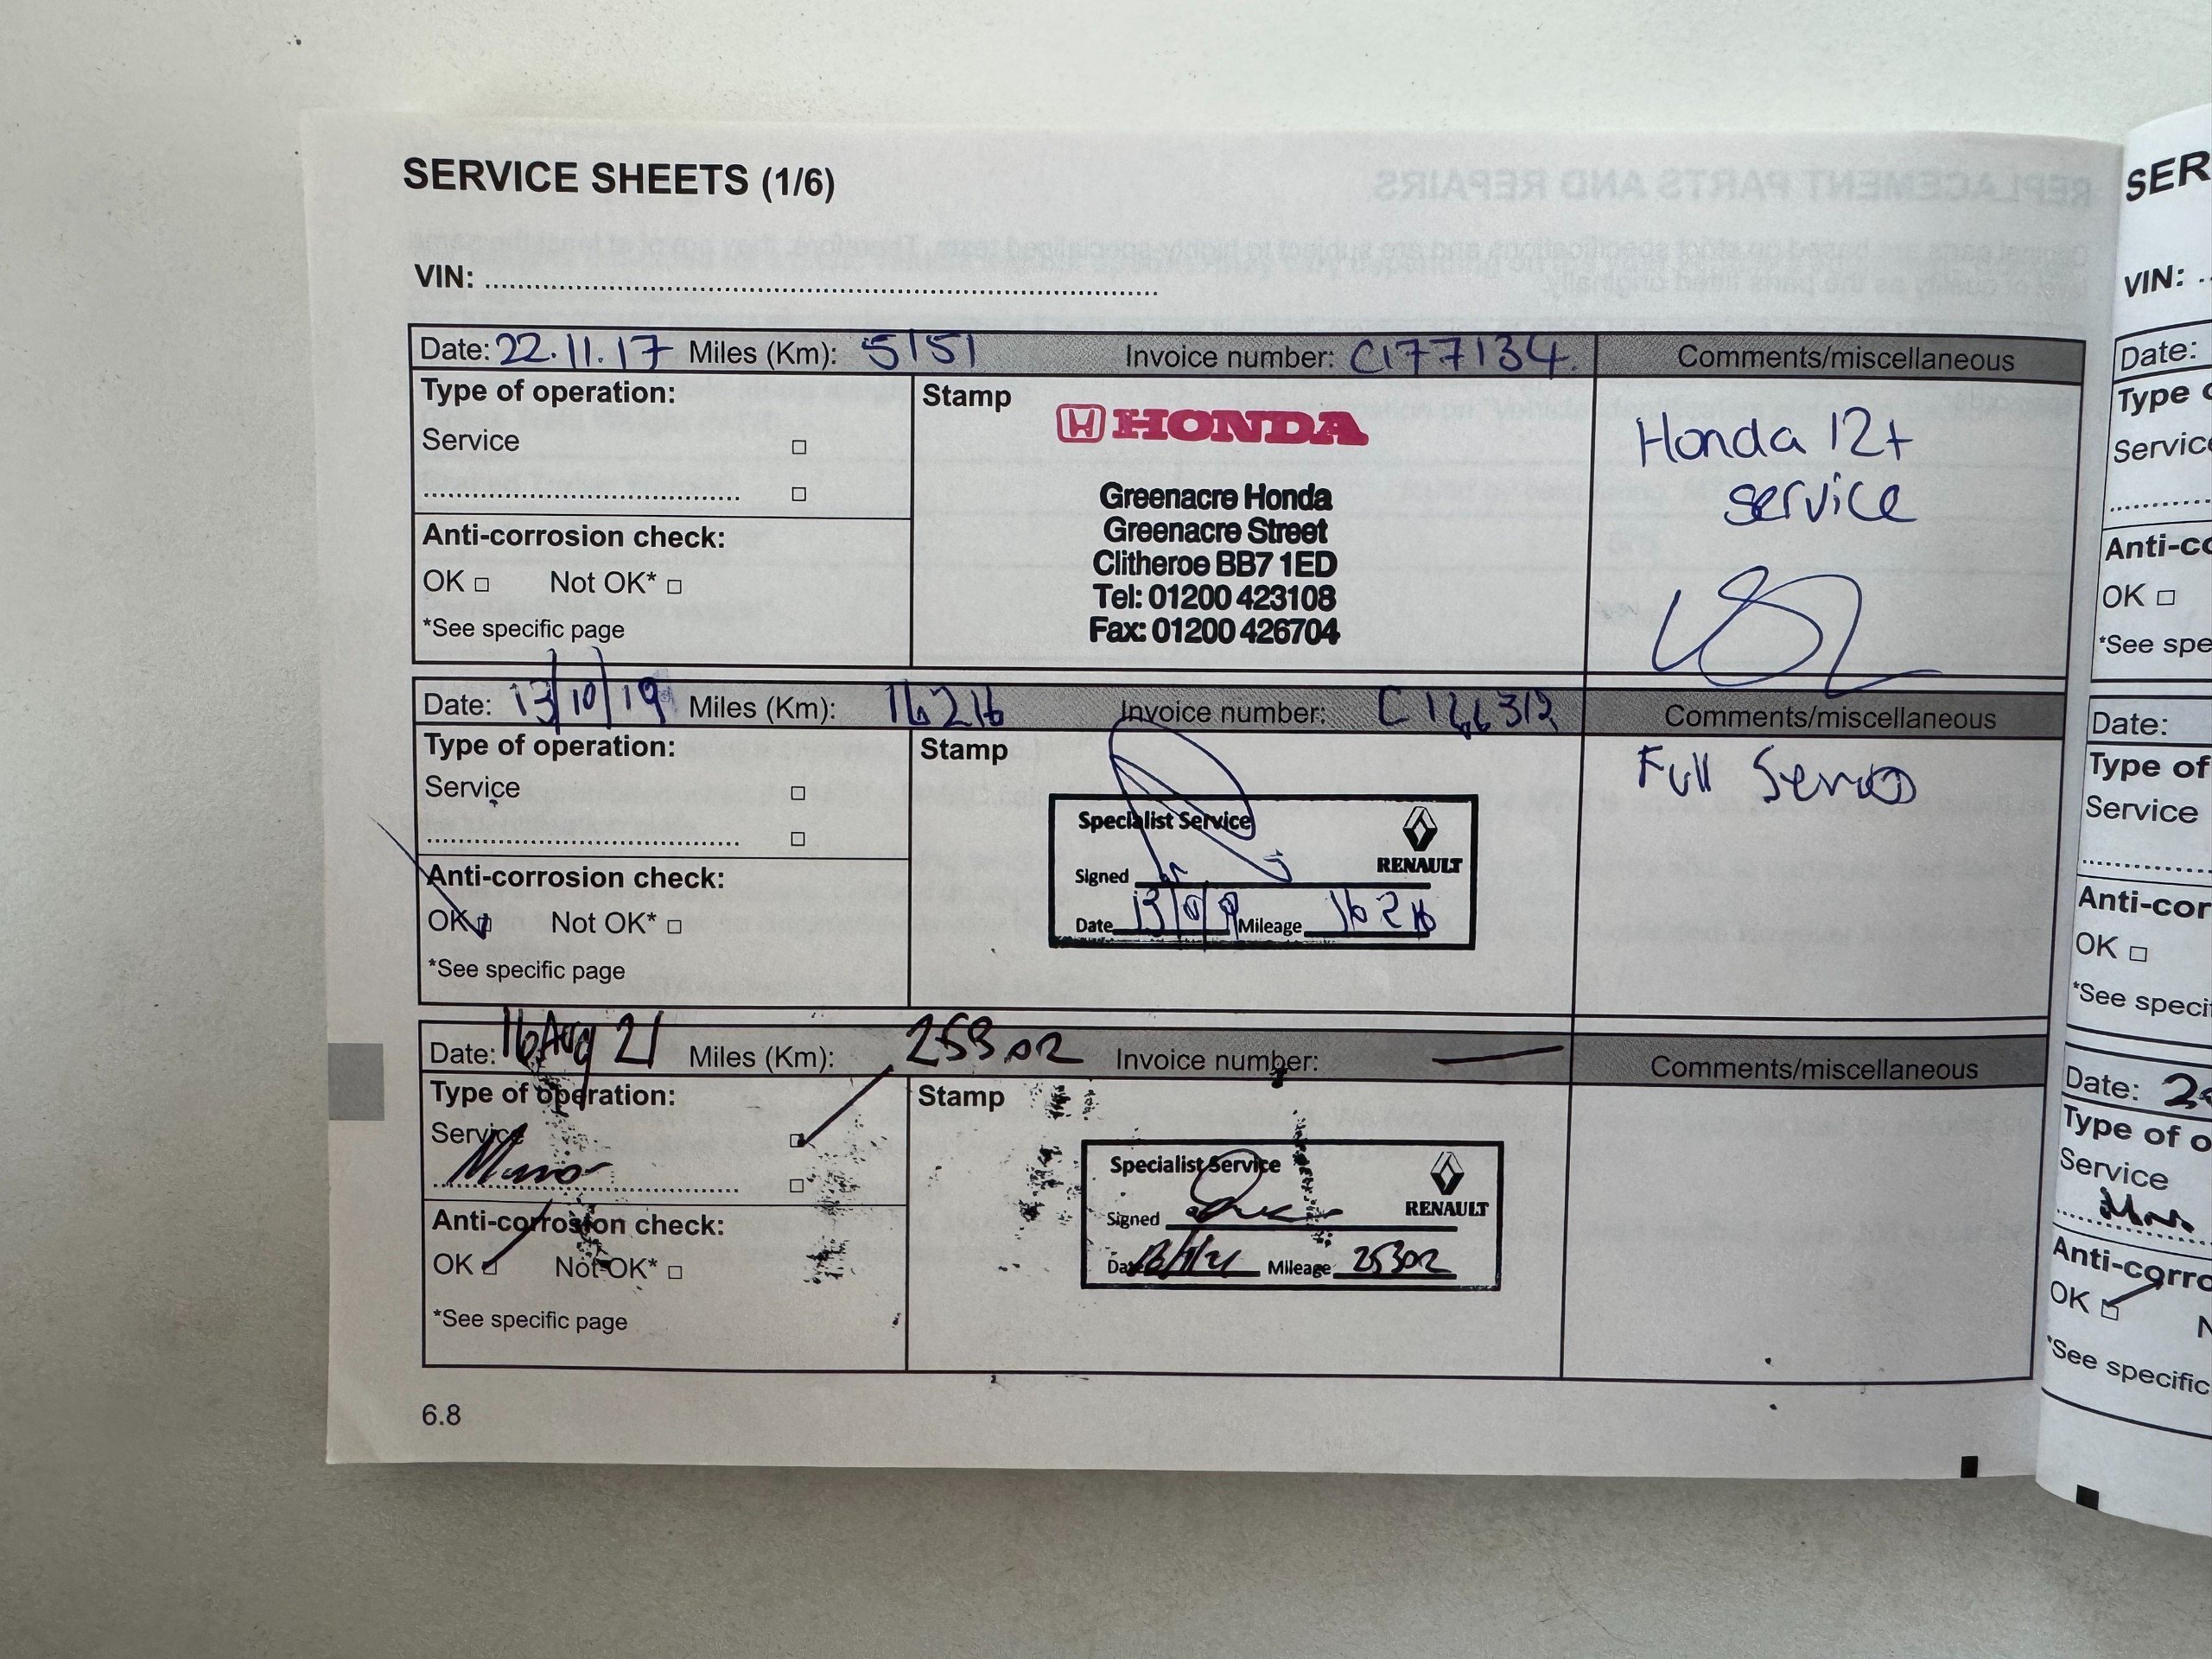 SERVICE SHEETS (1/6)
VIN:
Date: 22.11.17 Miles (Km): 5151 Invoice number: C177134. Comments/miscellaneous
Type of operation:
Service
Anti-corrosion check:
OK Not OK*
*See specific page
Stamp
HONDA
Greenacre Honda
Greenacre Street
Clitheroe BB7 1ED
Tel: 01200 423108
Fax: 01200 426704
Honda 12+
service
Date: 13/10/19 Miles (Km): 16216 Invoice number: Comments/miscellaneous
Type of operation:
Service
Anti-corrosion check:
OK Not OK*
*See specific page
Stamp
Specialist Service
RENAULT
Signed
Date Mileage 16216
Full Service
Date: 16 Aug 21 Miles (Km): 25302 Invoice number: — Comments/miscellaneous
Type of operation:
Service
Anti-corrosion check:
OK Not OK*
*See specific page
Stamp
Specialist Service
RENAULT
Signed
Date Mileage 25302
6.8
SER
VIN:
Date:
Type o
Service
Anti-co
OK
*See spe
Date:
Type of
Service
Anti-cor
OK
*See specif
Date:
Type of o
Service
Anti-corro
OK N
*See specific
REPLACEMENT PARTS AND REPAIRS